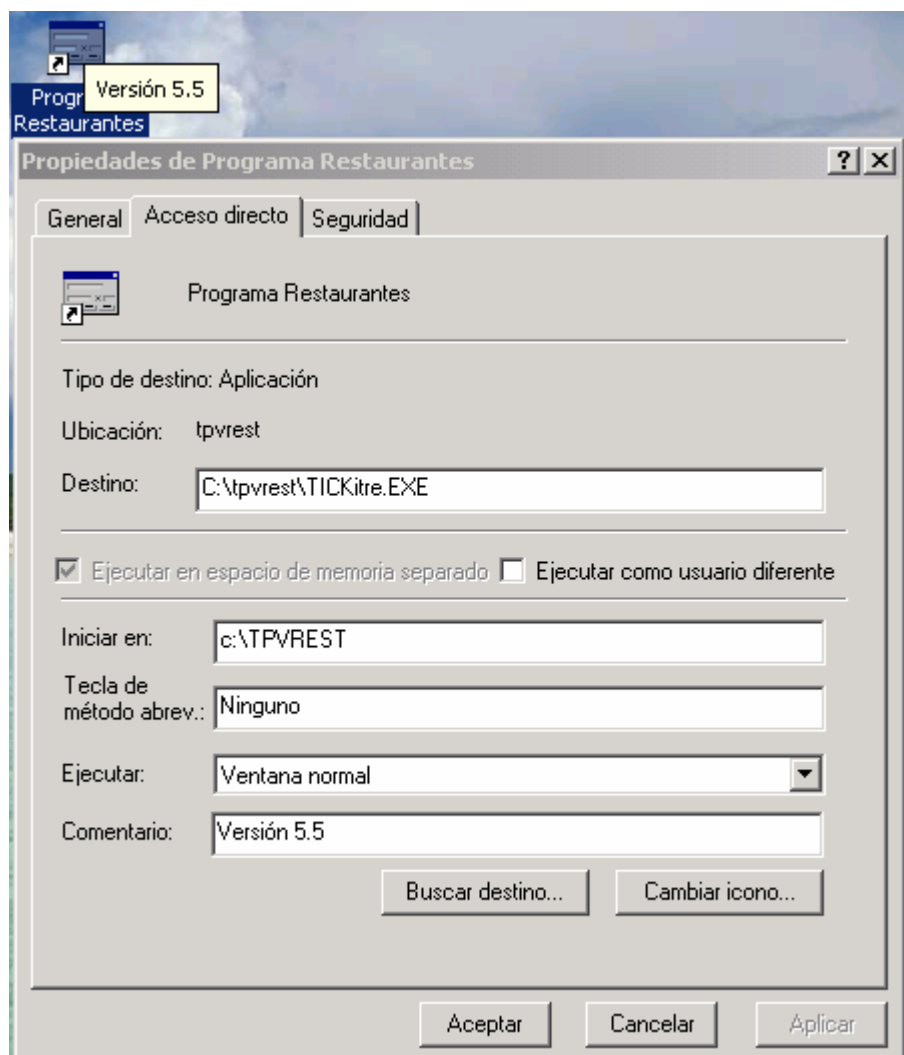 Versión 5.5
Progr
Restaurantes
Propiedades de Programa Restaurantes
General Acceso directo Seguridad
Programa Restaurantes
Tipo de destino: Aplicación
Ubicación: tpvrest
Destino: C:\tpvrest\TICKitre.EXE
Ejecutar en espacio de memoria separado Ejecutar como usuario diferente
Iniciar en: c:\TPVREST
Tecla de
método abrev.: Ninguno
Ejecutar: Ventana normal
Comentario: Versión 5.5
Buscar destino... Cambiar icono...
Aceptar Cancelar Aplicar